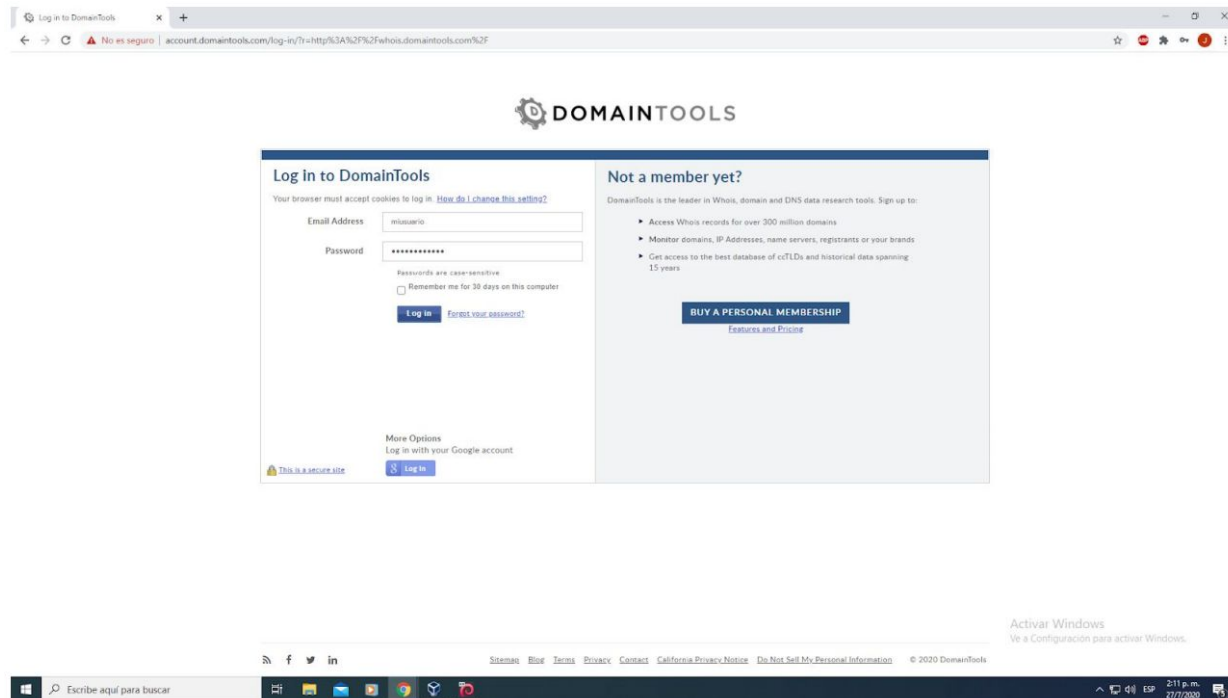 Log in to DomainTools
No es seguro | account.domaintools.com/log-in/?r=http%3A%2F%2Fwhois.domaintools.com%2F
DOMAINTOOLS
Log in to DomainTools
Your browser must accept cookies to log in. How do I change this setting?
Email Address
miusuario
Password
Passwords are case-sensitive
Remember me for 30 days on this computer
Log in
Forgot your password?
More Options
Log in with your Google account
8 Log In
This is a secure site
Not a member yet?
DomainTools is the leader in Whois, domain and DNS data research tools. Sign up to:
Access Whois records for over 300 million domains
Monitor domains, IP Addresses, name servers, registrants or your brands
Get access to the best database of ccTLDs and historical data spanning
15 years
BUY A PERSONAL MEMBERSHIP
Features and Pricing
Activar Windows
Ve a Configuración para activar Windows.
Sitemap Blog Terms Privacy Contact California Privacy Notice Do Not Sell My Personal Information © 2020 DomainTools
Escribe aquí para buscar
ESP
2:11 p. m.
27/7/2020